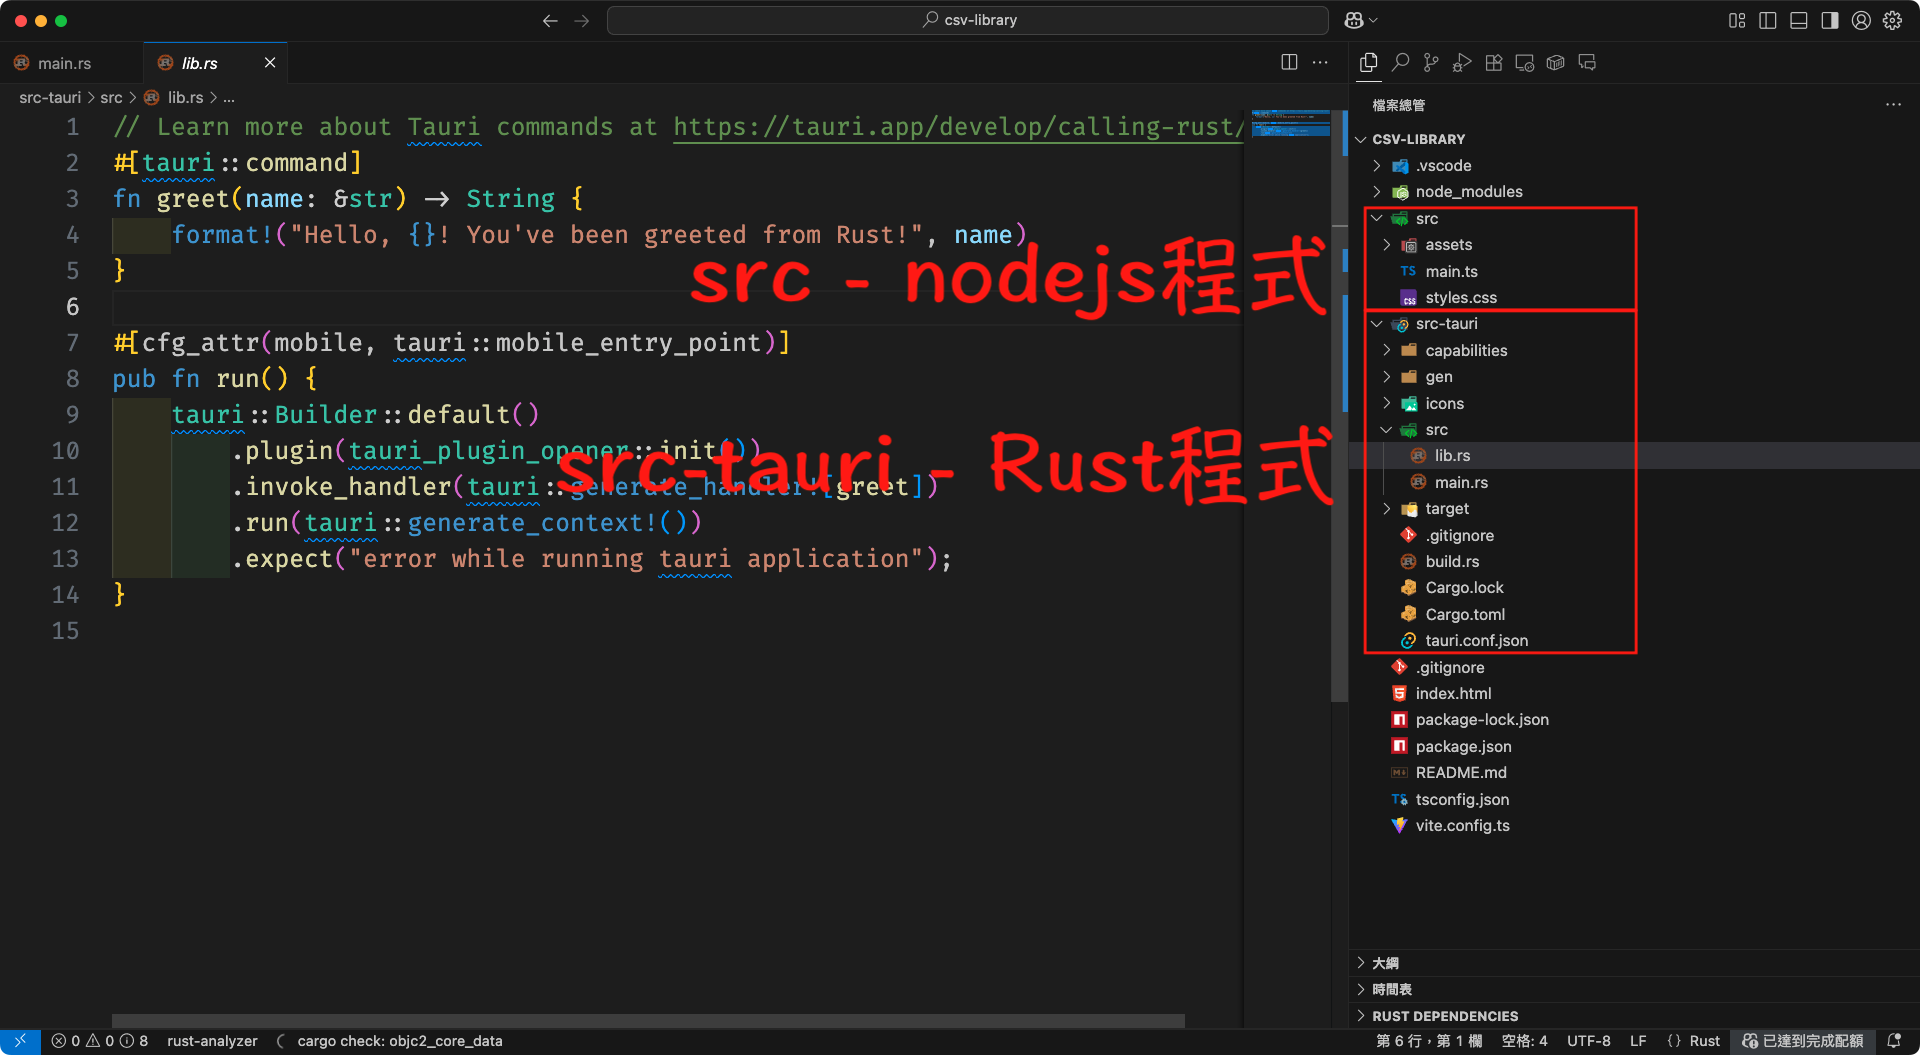 csv-library
main.rs
lib.rs
src-tauri > src > lib.rs > ...
1 // Learn more about Tauri commands at https://tauri.app/develop/calling-rust/
2 #[tauri::command]
3 fn greet(name: &str) -> String {
4 format!("Hello, {}! You've been greeted from Rust!", name)
5 }
6
7 #[cfg_attr(mobile, tauri::mobile_entry_point)]
8 pub fn run() {
9 tauri::Builder::default()
10 .plugin(tauri_plugin_opener::init())
11 .invoke_handler(tauri::generate_handler![greet])
12 .run(tauri::generate_context!())
13 .expect("error while running tauri application");
14 }
15
src - nodejs程式
src-tauri - Rust程式
檔案總管
CSV-LIBRARY
.vscode
node_modules
src
assets
TS main.ts
css styles.css
src-tauri
capabilities
gen
icons
src
lib.rs
main.rs
target
.gitignore
build.rs
Cargo.lock
Cargo.toml
tauri.conf.json
.gitignore
index.html
package-lock.json
package.json
README.md
TS tsconfig.json
vite.config.ts
大綱
時間表
RUST DEPENDENCIES
0 0 8 rust-analyzer cargo check: objc2_core_data
第 6 行，第 1 欄 空格: 4 UTF-8 LF {} Rust 已達到完成配額